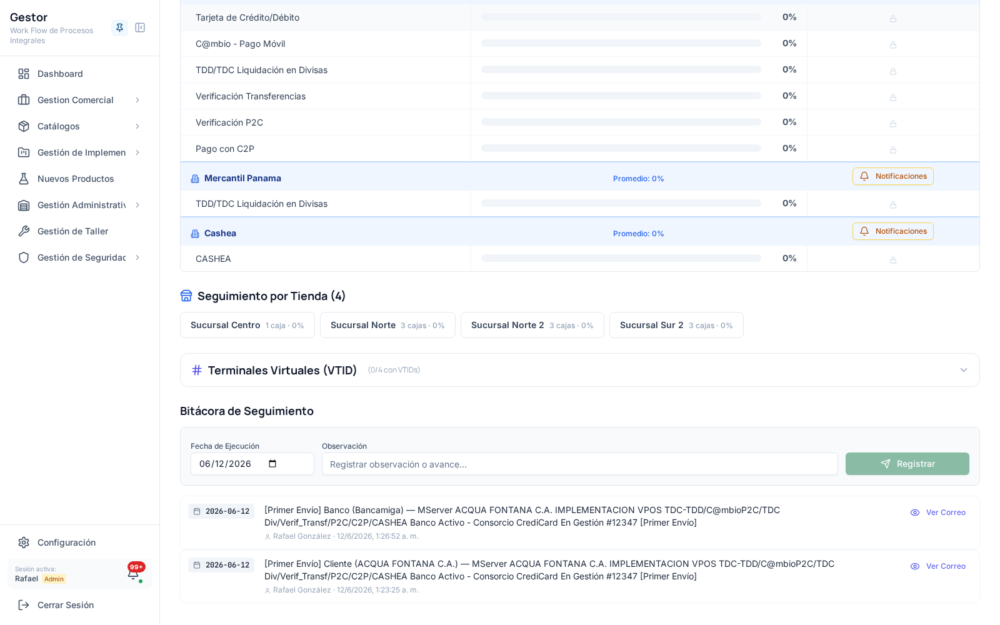 Gestor
Work Flow de Procesos
Integrales
Dashboard
Gestion Comercial
Catálogos
Gestión de Implemen
Nuevos Productos
Gestión Administrativ
Gestión de Taller
Gestión de Seguridad
Configuración
Sesión activa:
Rafael Admin
99+
Cerrar Sesión
Tarjeta de Crédito/Débito 0%
C@mbio - Pago Móvil 0%
TDD/TDC Liquidación en Divisas 0%
Verificación Transferencias 0%
Verificación P2C 0%
Pago con C2P 0%
Mercantil Panama Promedio: 0% Notificaciones
TDD/TDC Liquidación en Divisas 0%
Cashea Promedio: 0% Notificaciones
CASHEA 0%
Seguimiento por Tienda (4)
Sucursal Centro 1 caja · 0% Sucursal Norte 3 cajas · 0% Sucursal Norte 2 3 cajas · 0% Sucursal Sur 2 3 cajas · 0%
Terminales Virtuales (VTID) (0/4 con VTIDs)
Bitácora de Seguimiento
Fecha de Ejecución Observación
06/12/2026 Registrar observación o avance... Registrar
2026-06-12 [Primer Envío] Banco (Bancamiga) — MServer ACQUA FONTANA C.A. IMPLEMENTACION VPOS TDC-TDD/C@mbioP2C/TDC Ver Correo
Div/Verif_Transf/P2C/C2P/CASHEA Banco Activo - Consorcio CrediCard En Gestión #12347 [Primer Envío]
Rafael González · 12/6/2026, 1:26:52 a. m.
2026-06-12 [Primer Envío] Cliente (ACQUA FONTANA C.A.) — MServer ACQUA FONTANA C.A. IMPLEMENTACION VPOS TDC-TDD/C@mbioP2C/TDC Ver Correo
Div/Verif_Transf/P2C/C2P/CASHEA Banco Activo - Consorcio CrediCard En Gestión #12347 [Primer Envío]
Rafael González · 12/6/2026, 1:23:25 a. m.